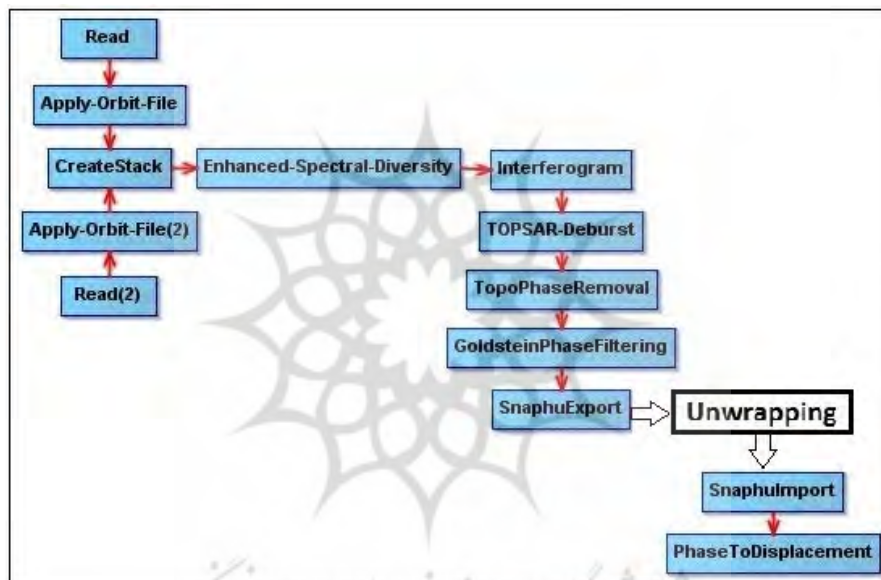 Read
Apply-Orbit-File
CreateStack
Enhanced-Spectral-Diversity
Interferogram
Apply-Orbit-File(2)
TOPSAR-Deburst
Read(2)
TopoPhaseRemoval
GoldsteinPhaseFiltering
SnaphuExport
Unwrapping
SnaphuImport
PhaseToDisplacement